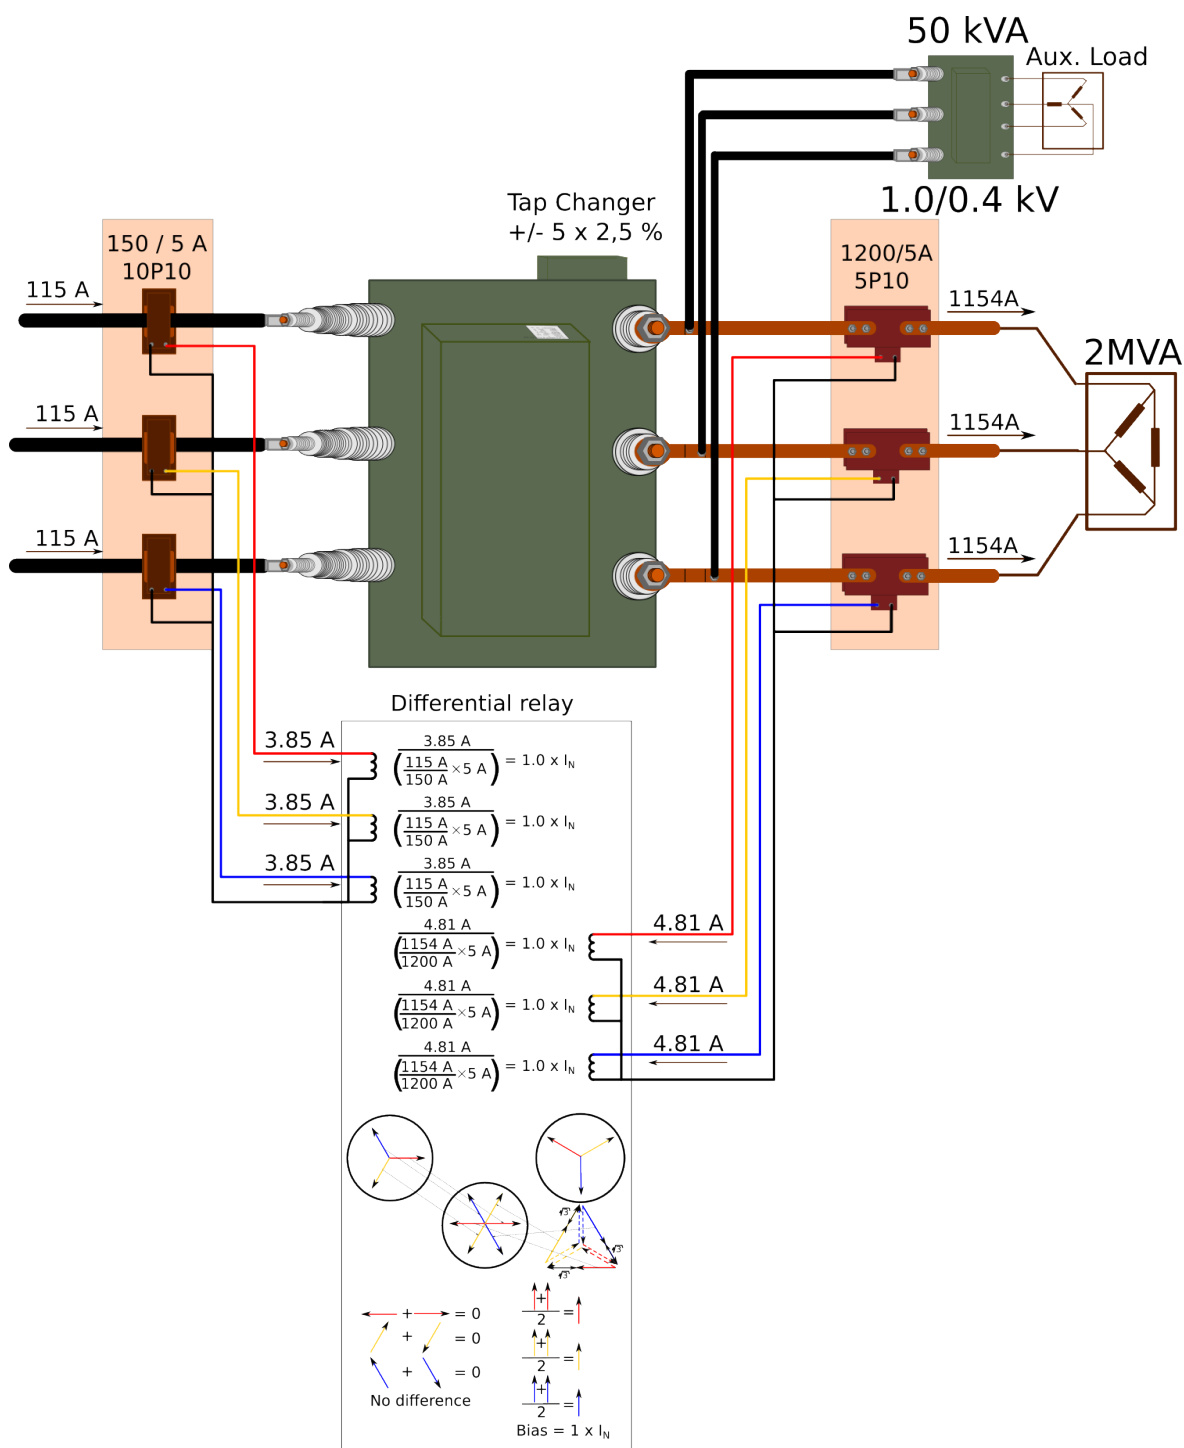 50 kVA
Aux. Load
1.0/0.4 kV
Tap Changer
+/- 5 x 2,5 %
150 / 5 A
10P10
115 A
115 A
115 A
1200/5A
5P10
1154A
1154A
1154A
2MVA
Differential relay
3.85 A
3.85 A
3.85 A
3.85 A
(115 A
150 A ×5 A) = 1.0 x IN
3.85 A
(115 A
150 A ×5 A) = 1.0 x IN
3.85 A
(115 A
150 A ×5 A) = 1.0 x IN
4.81 A
(1154 A
1200 A ×5 A) = 1.0 x IN
4.81 A
(1154 A
1200 A ×5 A) = 1.0 x IN
4.81 A
(1154 A
1200 A ×5 A) = 1.0 x IN
4.81 A
4.81 A
4.81 A
√3
√3
√3
+ = 0
+ = 0
+ = 0
No difference
+
2 =
+
2 =
+
2 =
Bias = 1 x IN